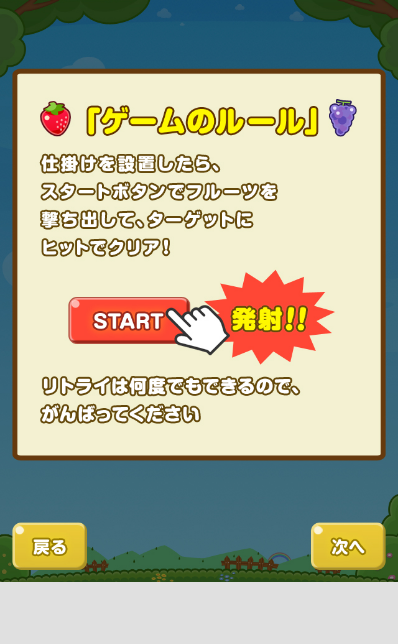 「ゲームのルール」
仕掛けを設置したら、
スタートボタンでフルーツを
撃ち出して、ターゲットに
ヒットでクリア！
START
発射!!
リトライは何度でもできるので、
がんばってください
戻る
次へ